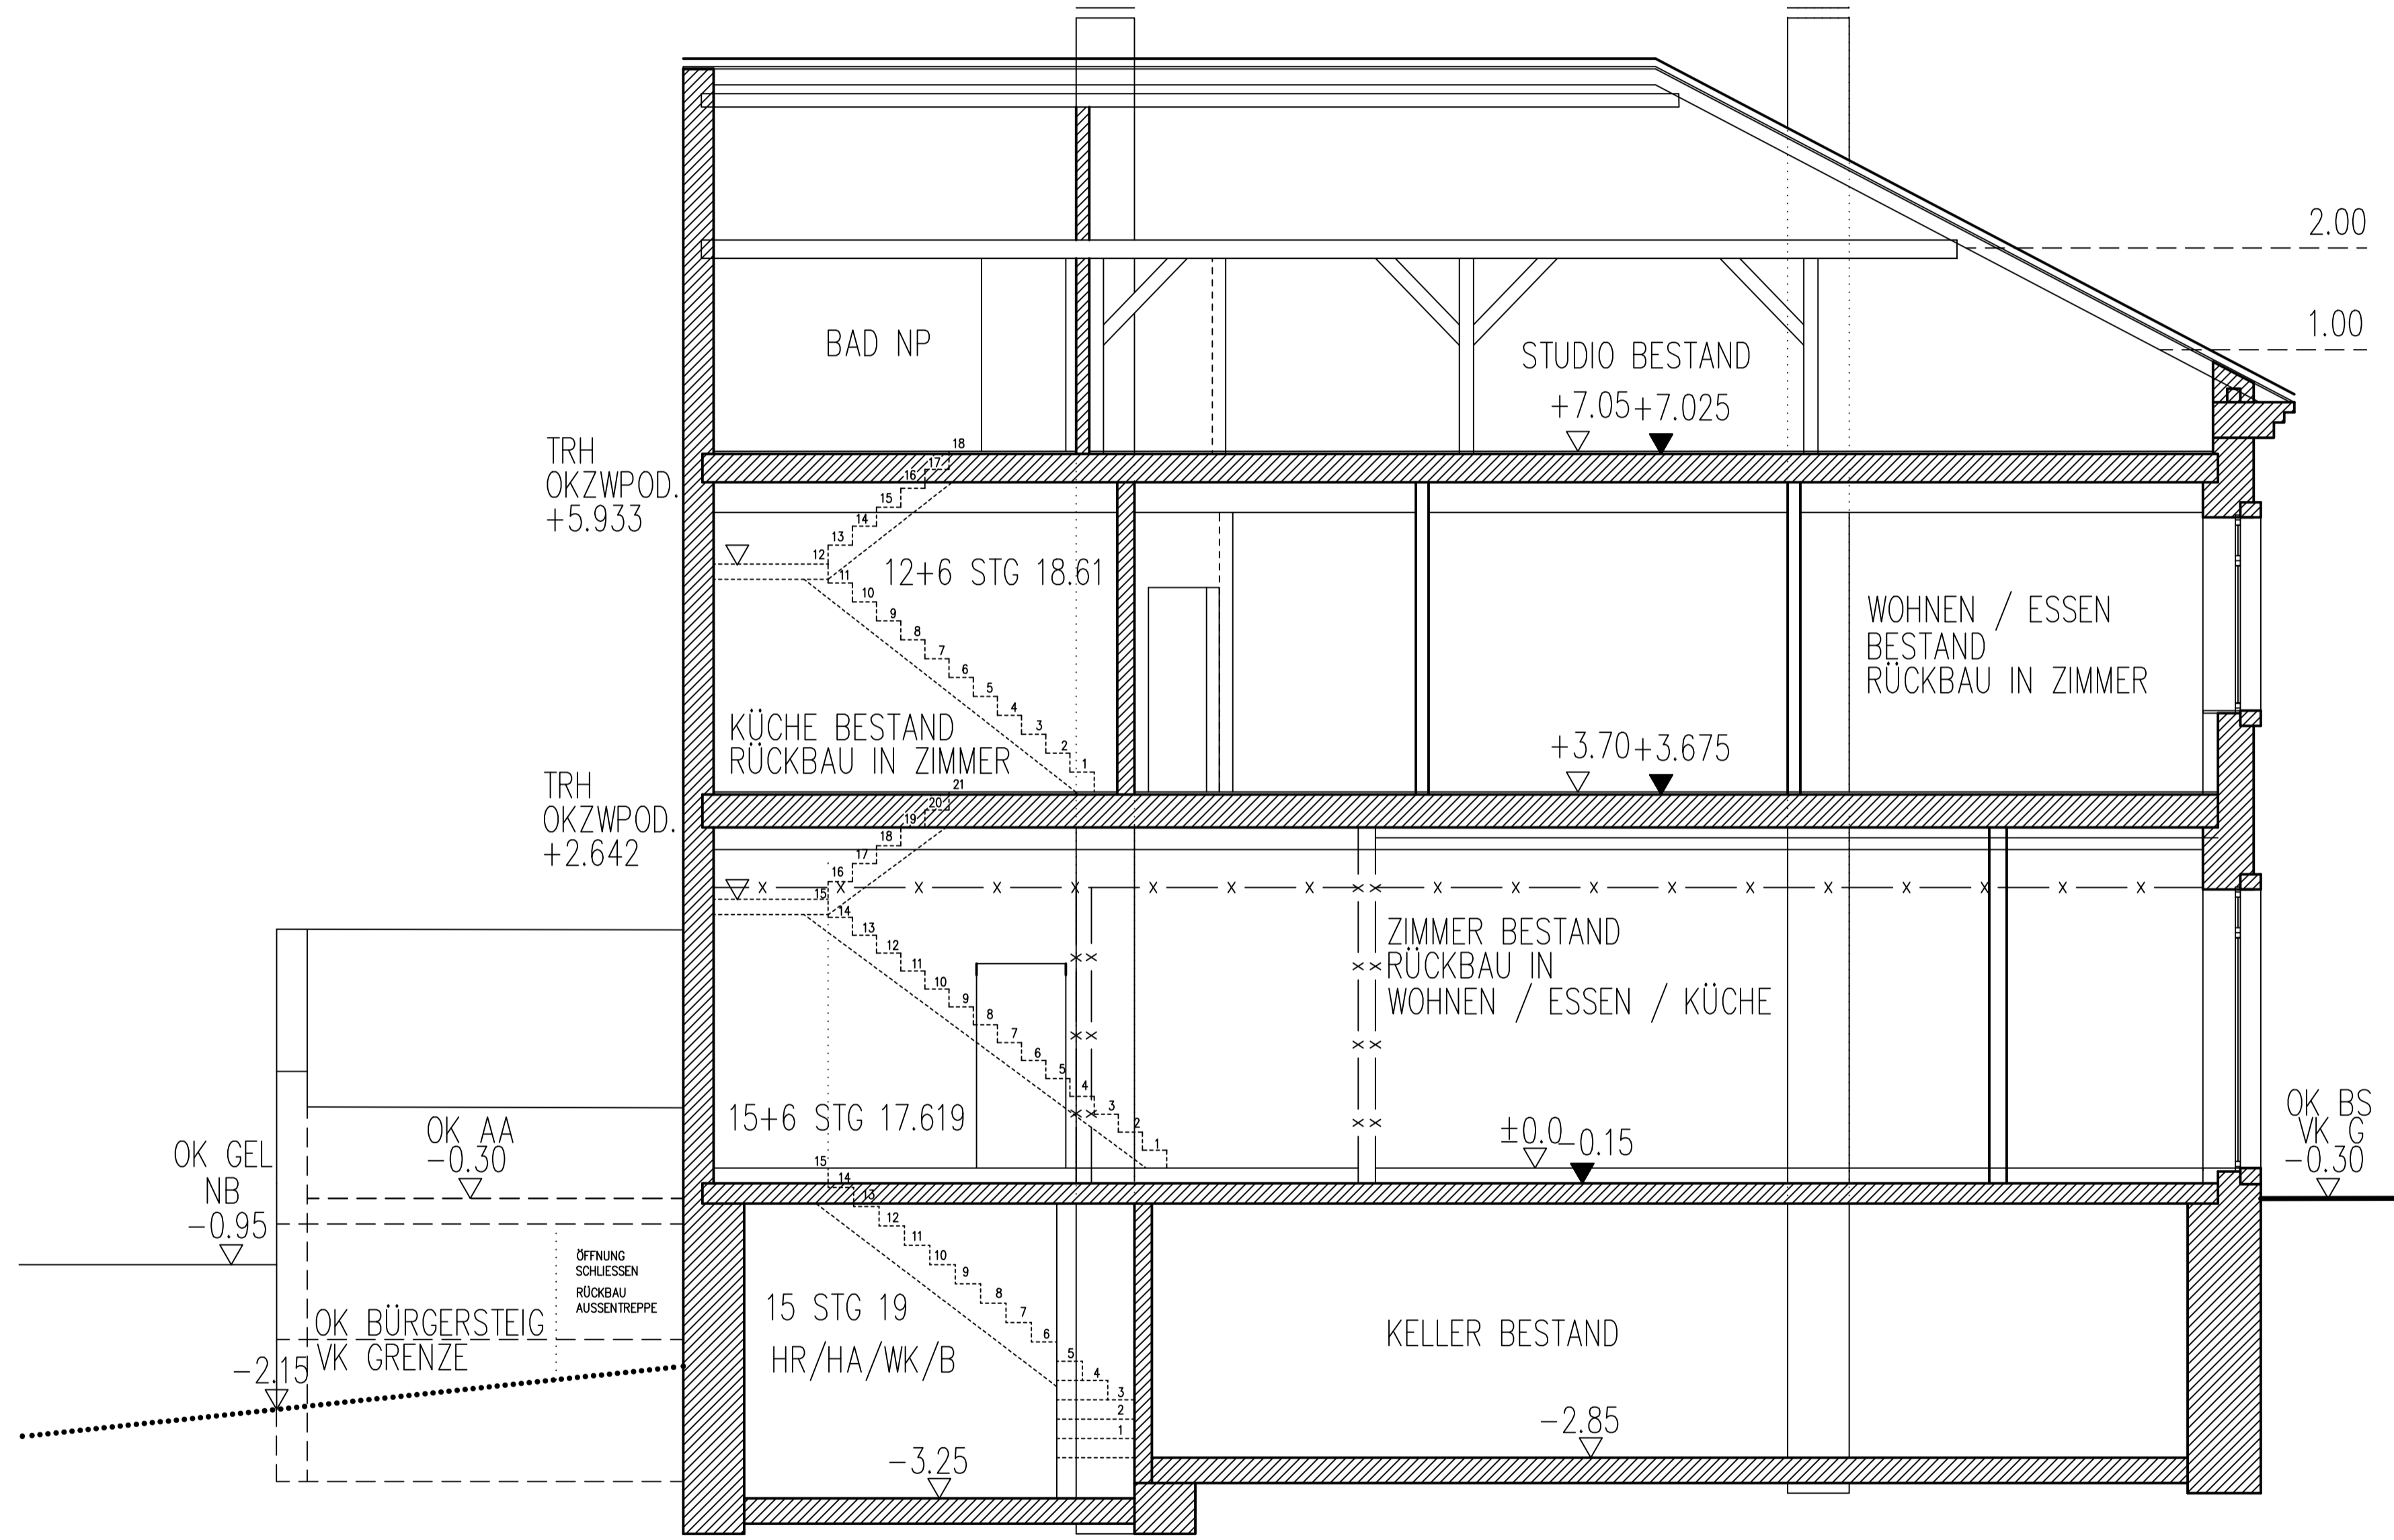 2.00
1.00
BAD NP
STUDIO BESTAND
+7.05 +7.025
TRH
OKZWPOD.
+5.933
18
17
16
15
14
13
12
11
10
9
8
7
6
5
4
3
2
1
12+6 STG 18.61
WOHNEN / ESSEN
BESTAND
RÜCKBAU IN ZIMMER
KÜCHE BESTAND
RÜCKBAU IN ZIMMER
+3.70 +3.675
TRH
OKZWPOD.
+2.642
21
20
19
18
17
16
15
14
13
12
11
10
9
8
7
6
5
4
3
2
1
ZIMMER BESTAND
RÜCKBAU IN
WOHNEN / ESSEN / KÜCHE
15+6 STG 17.619
±0.0 -0.15
OK BS
VK G
-0.30
OK AA
-0.30
OK GEL
NB
-0.95
ÖFFNUNG
SCHLIESSEN
RÜCKBAU
AUSSENTREPPE
OK BÜRGERSTEIG
VK GRENZE
-2.15
15
14
13
12
11
10
9
8
7
6
5
4
3
2
1
15 STG 19
HR/HA/WK/B
-3.25
KELLER BESTAND
-2.85